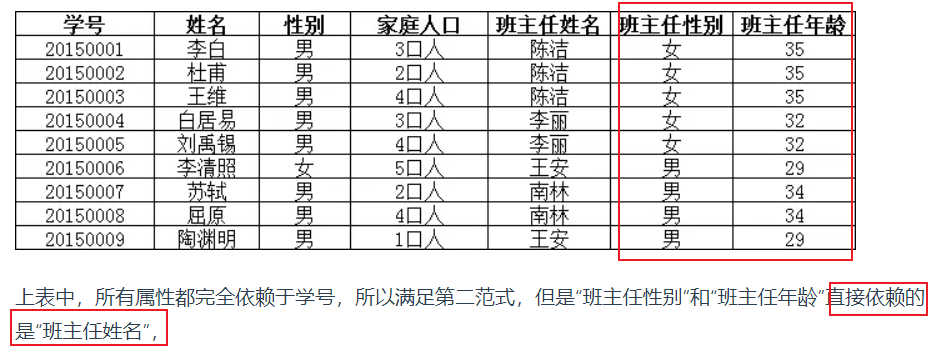 学号 姓名 性别 家庭人口 班主任姓名 班主任性别 班主任年龄
20150001 李白 男 3口人 陈洁 女 35
20150002 杜甫 男 2口人 陈洁 女 35
20150003 王维 男 4口人 陈洁 女 35
20150004 白居易 男 3口人 李丽 女 32
20150005 刘禹锡 男 4口人 李丽 女 32
20150006 李清照 女 5口人 王安 男 29
20150007 苏轼 男 2口人 南林 男 34
20150008 屈原 男 4口人 南林 男 34
20150009 陶渊明 男 1口人 王安 男 29
上表中，所有属性都完全依赖于学号，所以满足第二范式，但是“班主任性别”和“班主任年龄”直接依赖的
是“班主任姓名”，